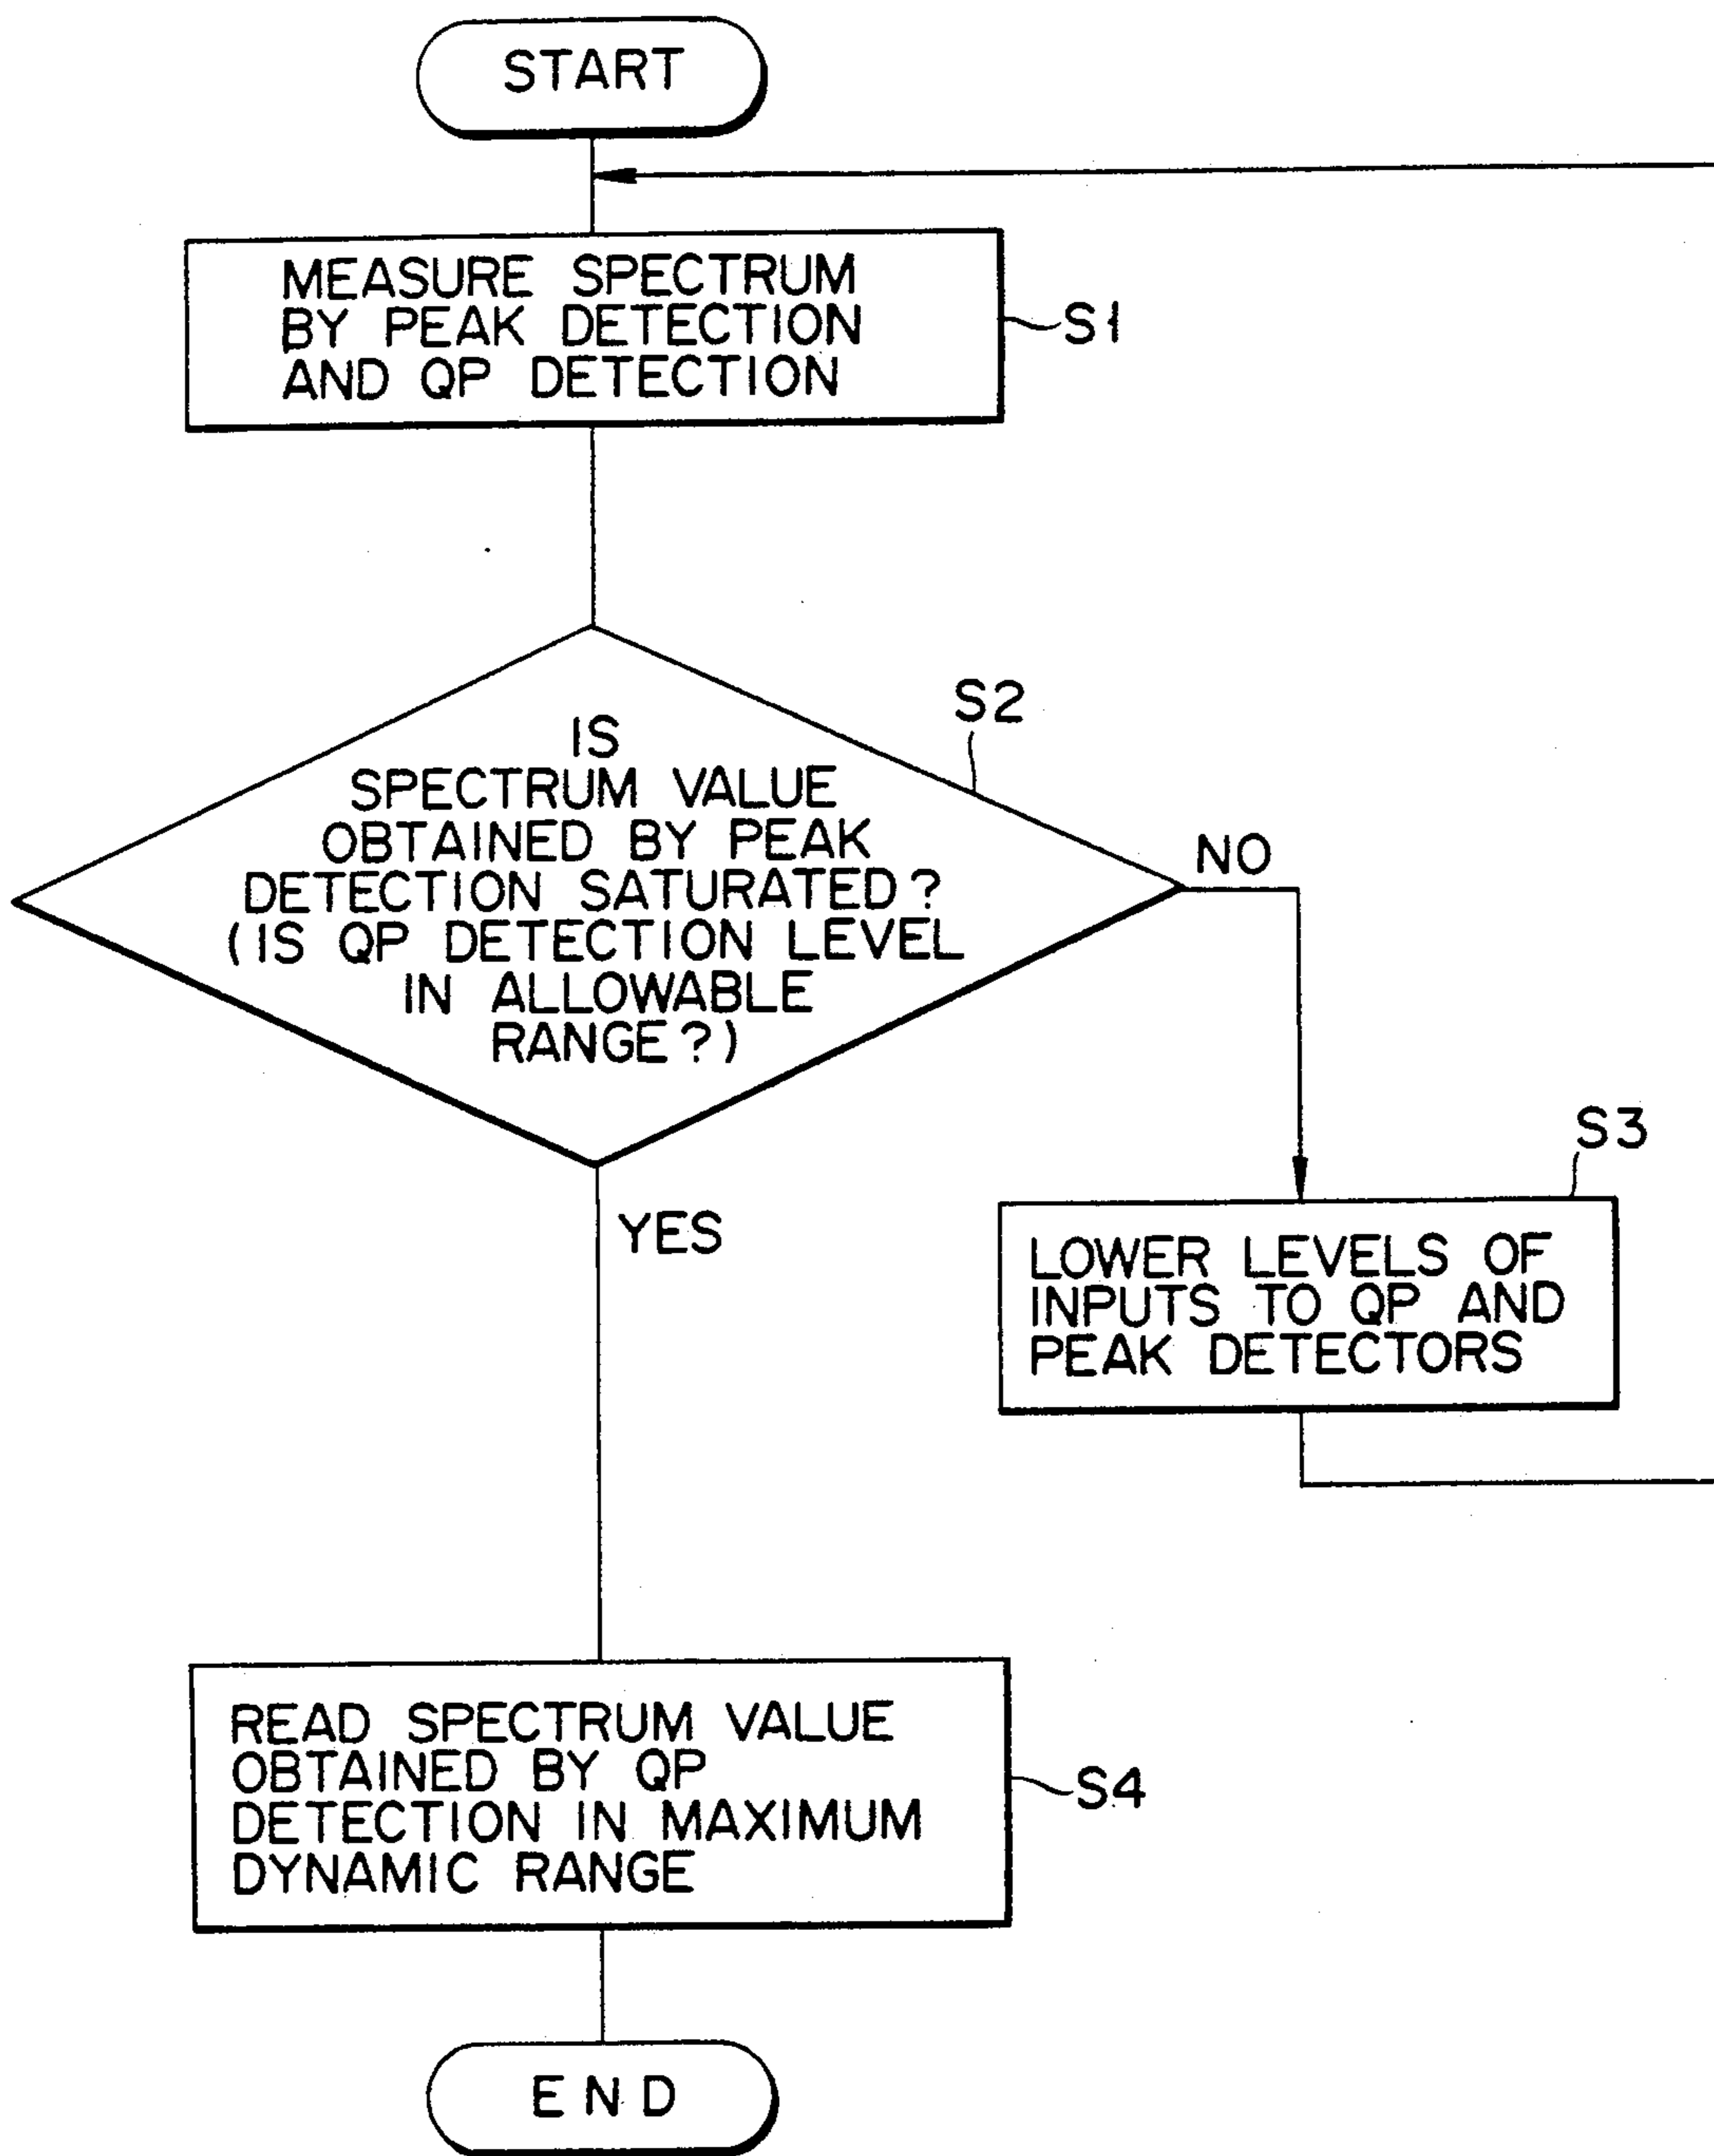 START
MEASURE SPECTRUM
BY PEAK DETECTION
AND QP DETECTION
S1
S2
IS
SPECTRUM VALUE
OBTAINED BY PEAK
DETECTION SATURATED?
(IS QP DETECTION LEVEL
IN ALLOWABLE
RANGE?)
NO
YES
S3
LOWER LEVELS OF
INPUTS TO QP AND
PEAK DETECTORS
READ SPECTRUM VALUE
OBTAINED BY QP
DETECTION IN MAXIMUM
DYNAMIC RANGE
S4
END